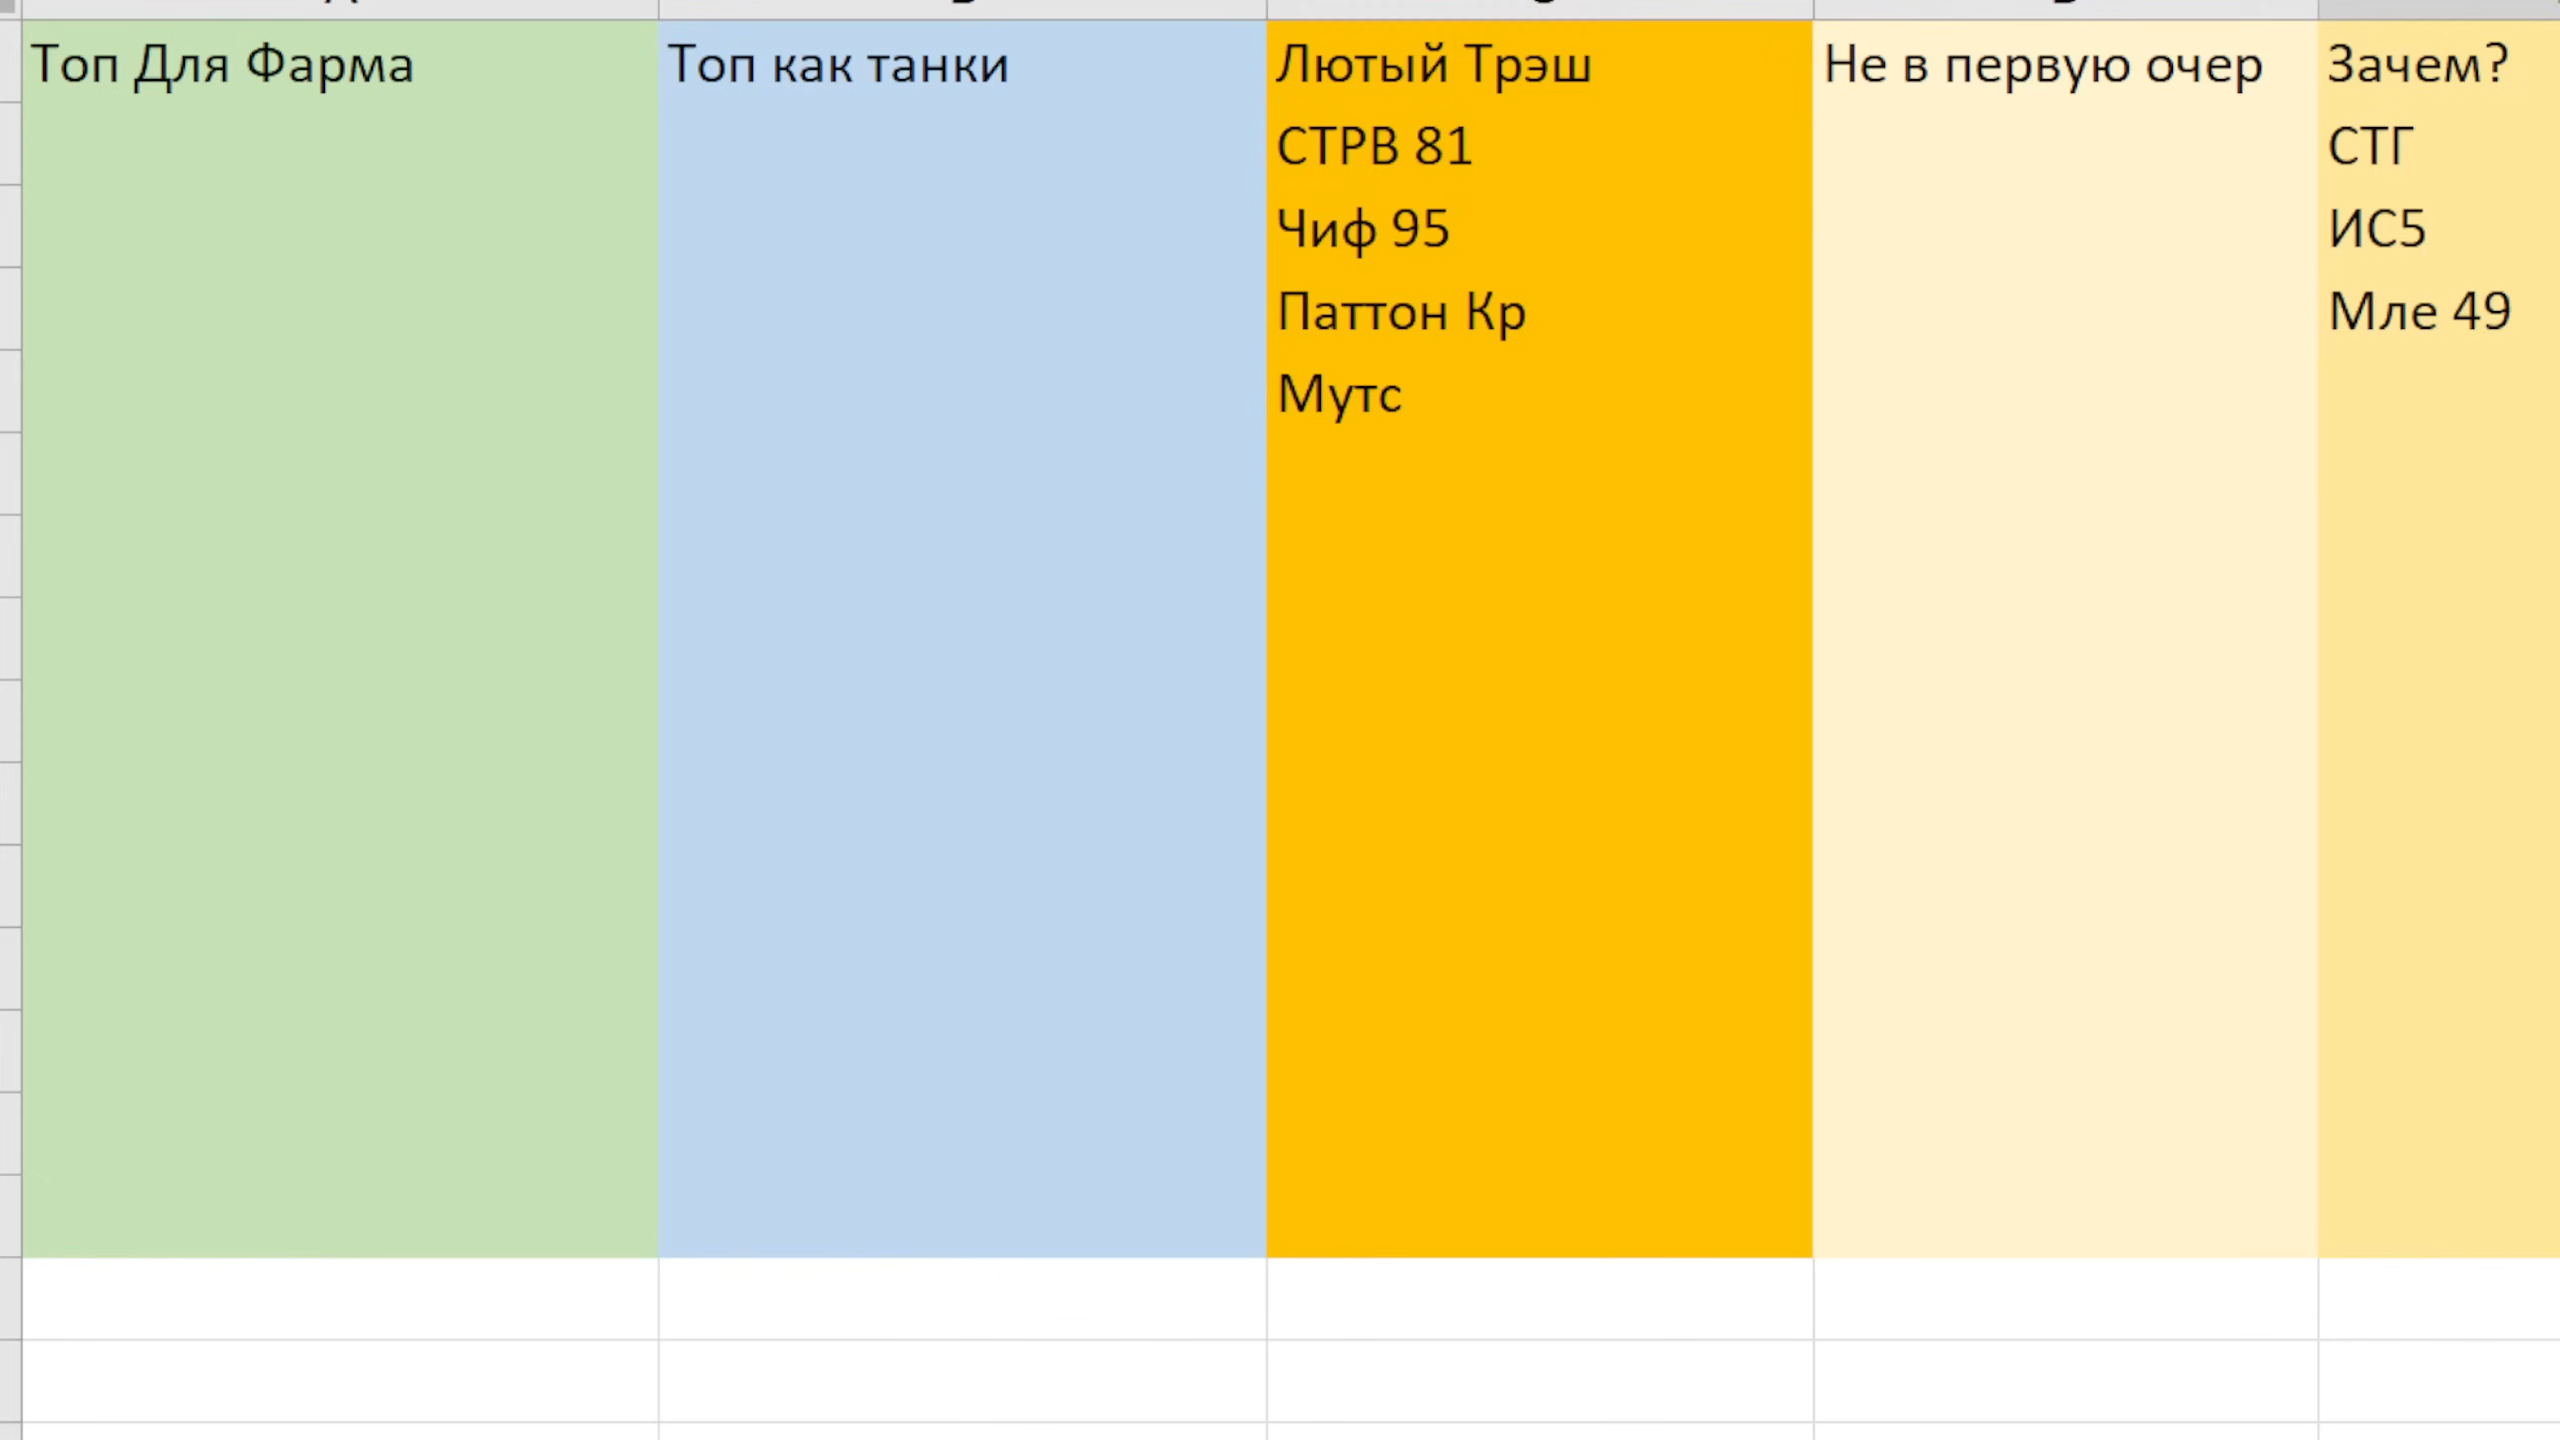 Топ Для Фарма
Топ как танки
Лютый Трэш
Не в первую очер
Зачем?
СТРВ 81
СТГ
Чиф 95
ИС5
Паттон Кр
Мле 49
Мутс